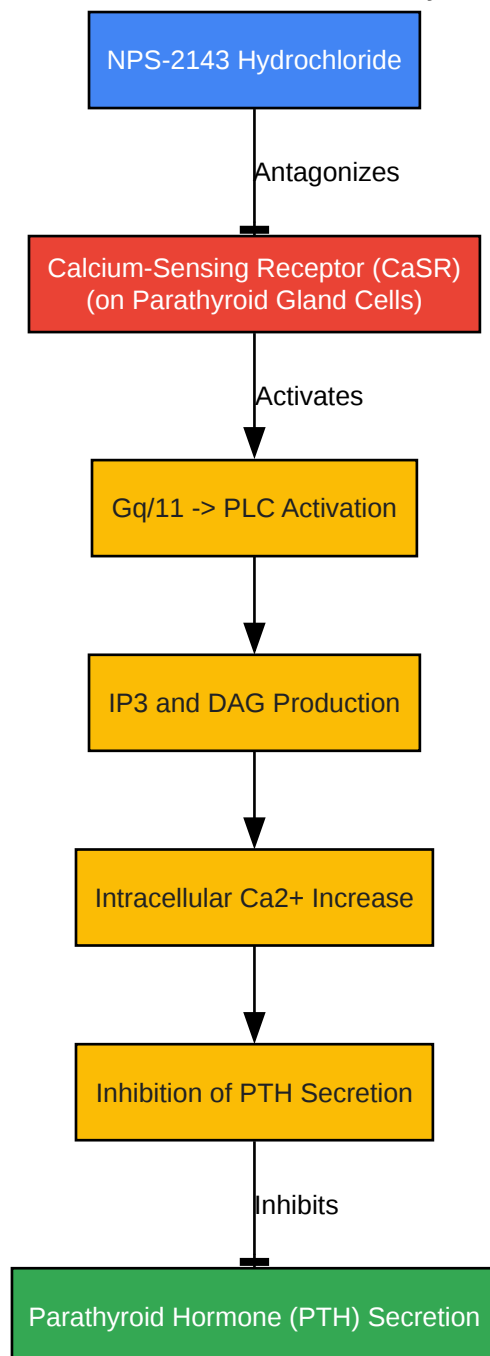 NPS-2143 Hydrochloride
Antagonizes
Calcium-Sensing Receptor (CaSR)
(on Parathyroid Gland Cells)
Activates
Gq/11 -> PLC Activation
IP3 and DAG Production
Intracellular Ca2+ Increase
Inhibition of PTH Secretion
Inhibits
Parathyroid Hormone (PTH) Secretion